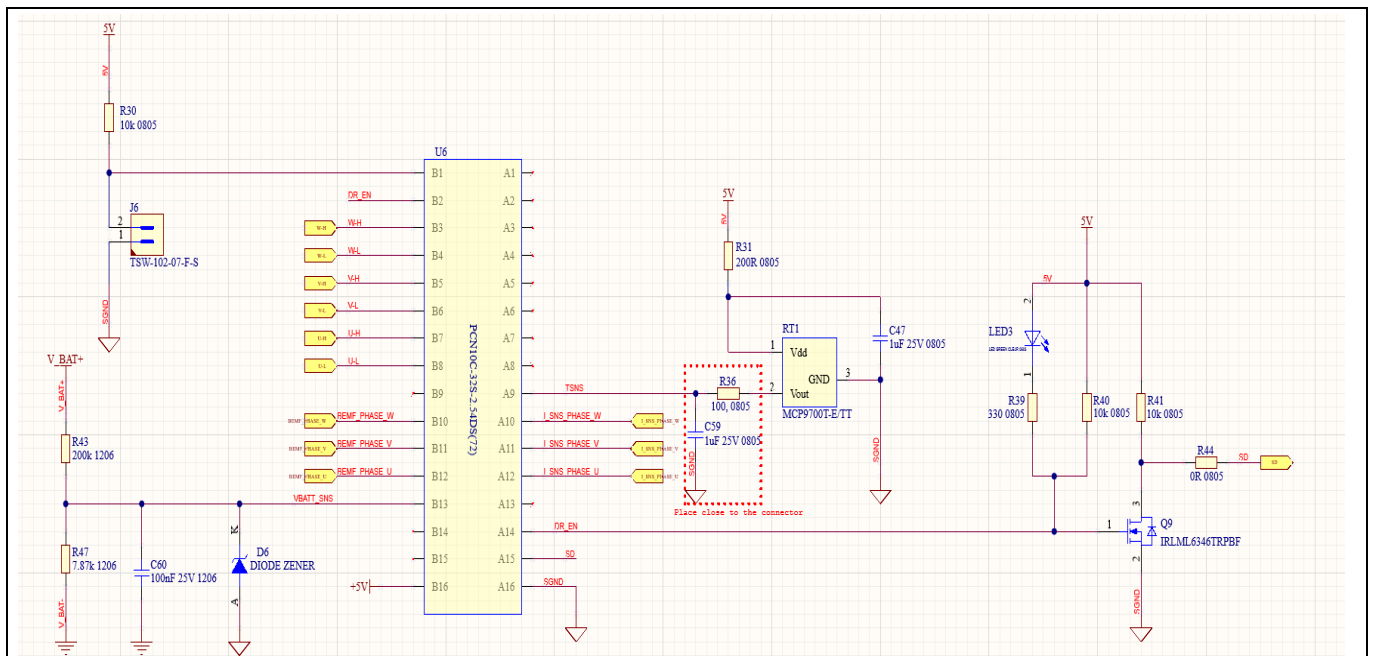 5V
5V
R30
10k 0805
J6
2
1
TSW-102-07-F-S
SGND
V_BAT+
V_BAT+
R43
200k 1206
R47
7.87k 1206
V_BAT-
C60
100nF 25V 1206
K
D6
DIODE ZENER
A
VBATT_SNS
+5V
DR_EN
W-H
W-H
W-L
W-L
V-H
V-H
V-L
V-L
U-H
U-H
U-L
U-L
REMF_PHASE_W
REMF_PHASE_W
REMF_PHASE_V
REMF_PHASE_V
REMF_PHASE_U
REMF_PHASE_U
U6
PCN10C-32S-2.54DS(72)
B1
B2
B3
B4
B5
B6
B7
B8
B9
B10
B11
B12
B13
B14
B15
B16
A1
A2
A3
A4
A5
A6
A7
A8
A9
A10
A11
A12
A13
A14
A15
A16
TSNS
I_SNS_PHASE_W
I_SNS_PHASE_W
I_SNS_PHASE_V
I_SNS_PHASE_V
I_SNS_PHASE_U
I_SNS_PHASE_U
DR_EN
SD
SGND
R36
100, 0805
C59
1uF 25V 0805
SGND
Place close to the connector
5V
5V
R31
200R 0805
RT1
1
Vdd
GND
3
2
Vout
MCP9700T-E/TT
C47
1uF 25V 0805
SGND
5V
5V
2
LED3
1
R39
330 0805
R40
10k 0805
R41
10k 0805
R44
0R 0805
SD
SD
3
1
Q9
IRLML6346TRPBF
2
SGND